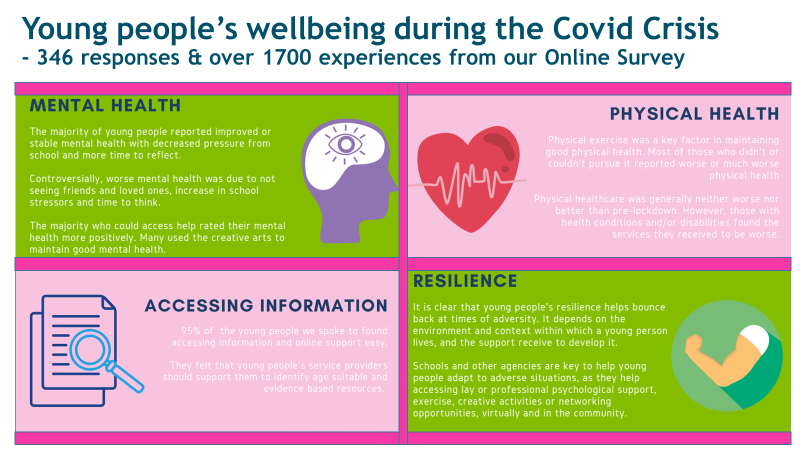 Young people's wellbeing during the Covid Crisis
- 346 responses & over 1700 experiences from our Online Survey
MENTAL HEALTH
The majority of young people reported improved or
stable mental health with decreased pressure from
school and more time to reflect.
Controversially, worse mental health was due to not
seeing friends and loved ones, increase in school
stressors and time to think.
The majority who could access help rated their mental
health more positively. Many used the creative arts to
maintain good mental health.
PHYSICAL HEALTH
Physical exercise was a key factor in maintaining
good physical health. Most of those who didn't or
couldn't pursue it reported worse or much worse
physical health
Physical healthcare was generally neither worse nor
better than pre-lockdown. However, those with
health conditions and/or disabilities found the
services they received to be worse.
ACCESSING INFORMATION
95% of the young people we spoke to found
accessing information and online support easy.
They felt that young people's service providers
should support them to identify age suitable and
evidence based resources.
RESILIENCE
It is clear that young people's resilience helps bounce
back at times of adversity. It depends on the
environment and context within which a young person
lives, and the support receive to develop it.
Schools and other agencies are key to help young
people adapt to adverse situations, as they help
accessing lay or professional psychological support,
exercise, creative activities or networking
opportunities, virtually and in the community.